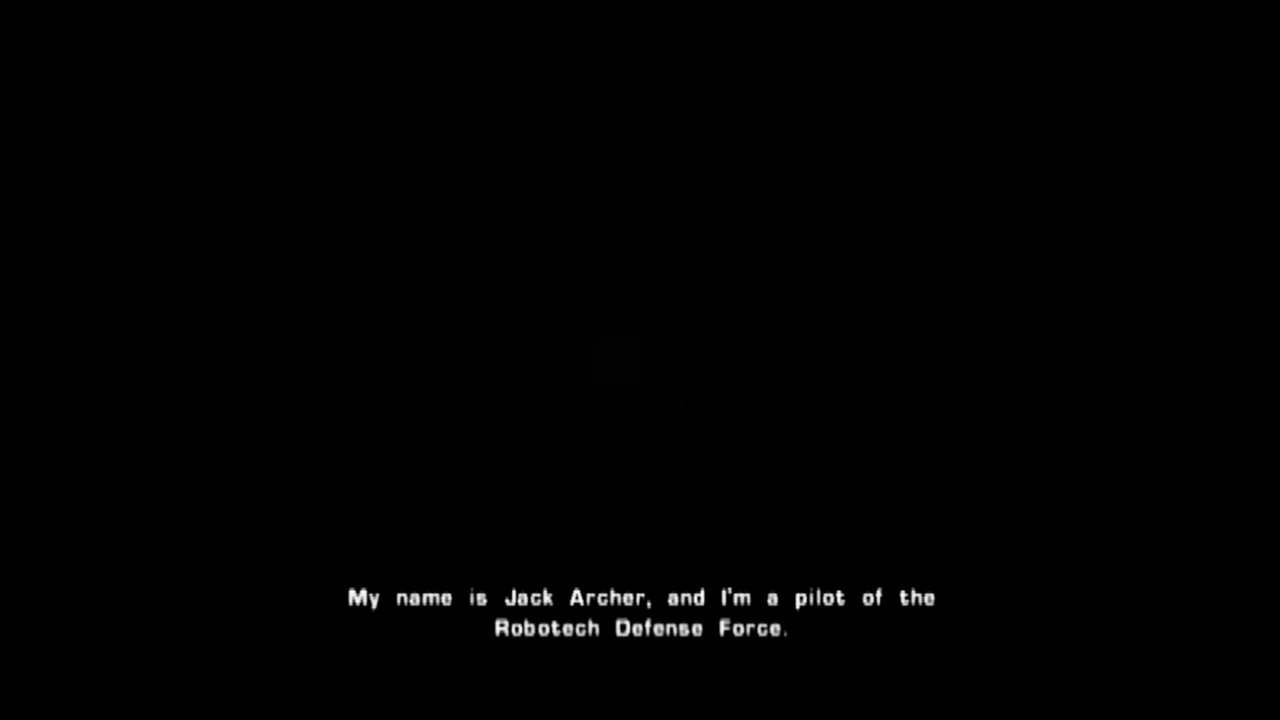 My name is Jack Archer, and I'm a pilot of the
Robotech Defense Force.